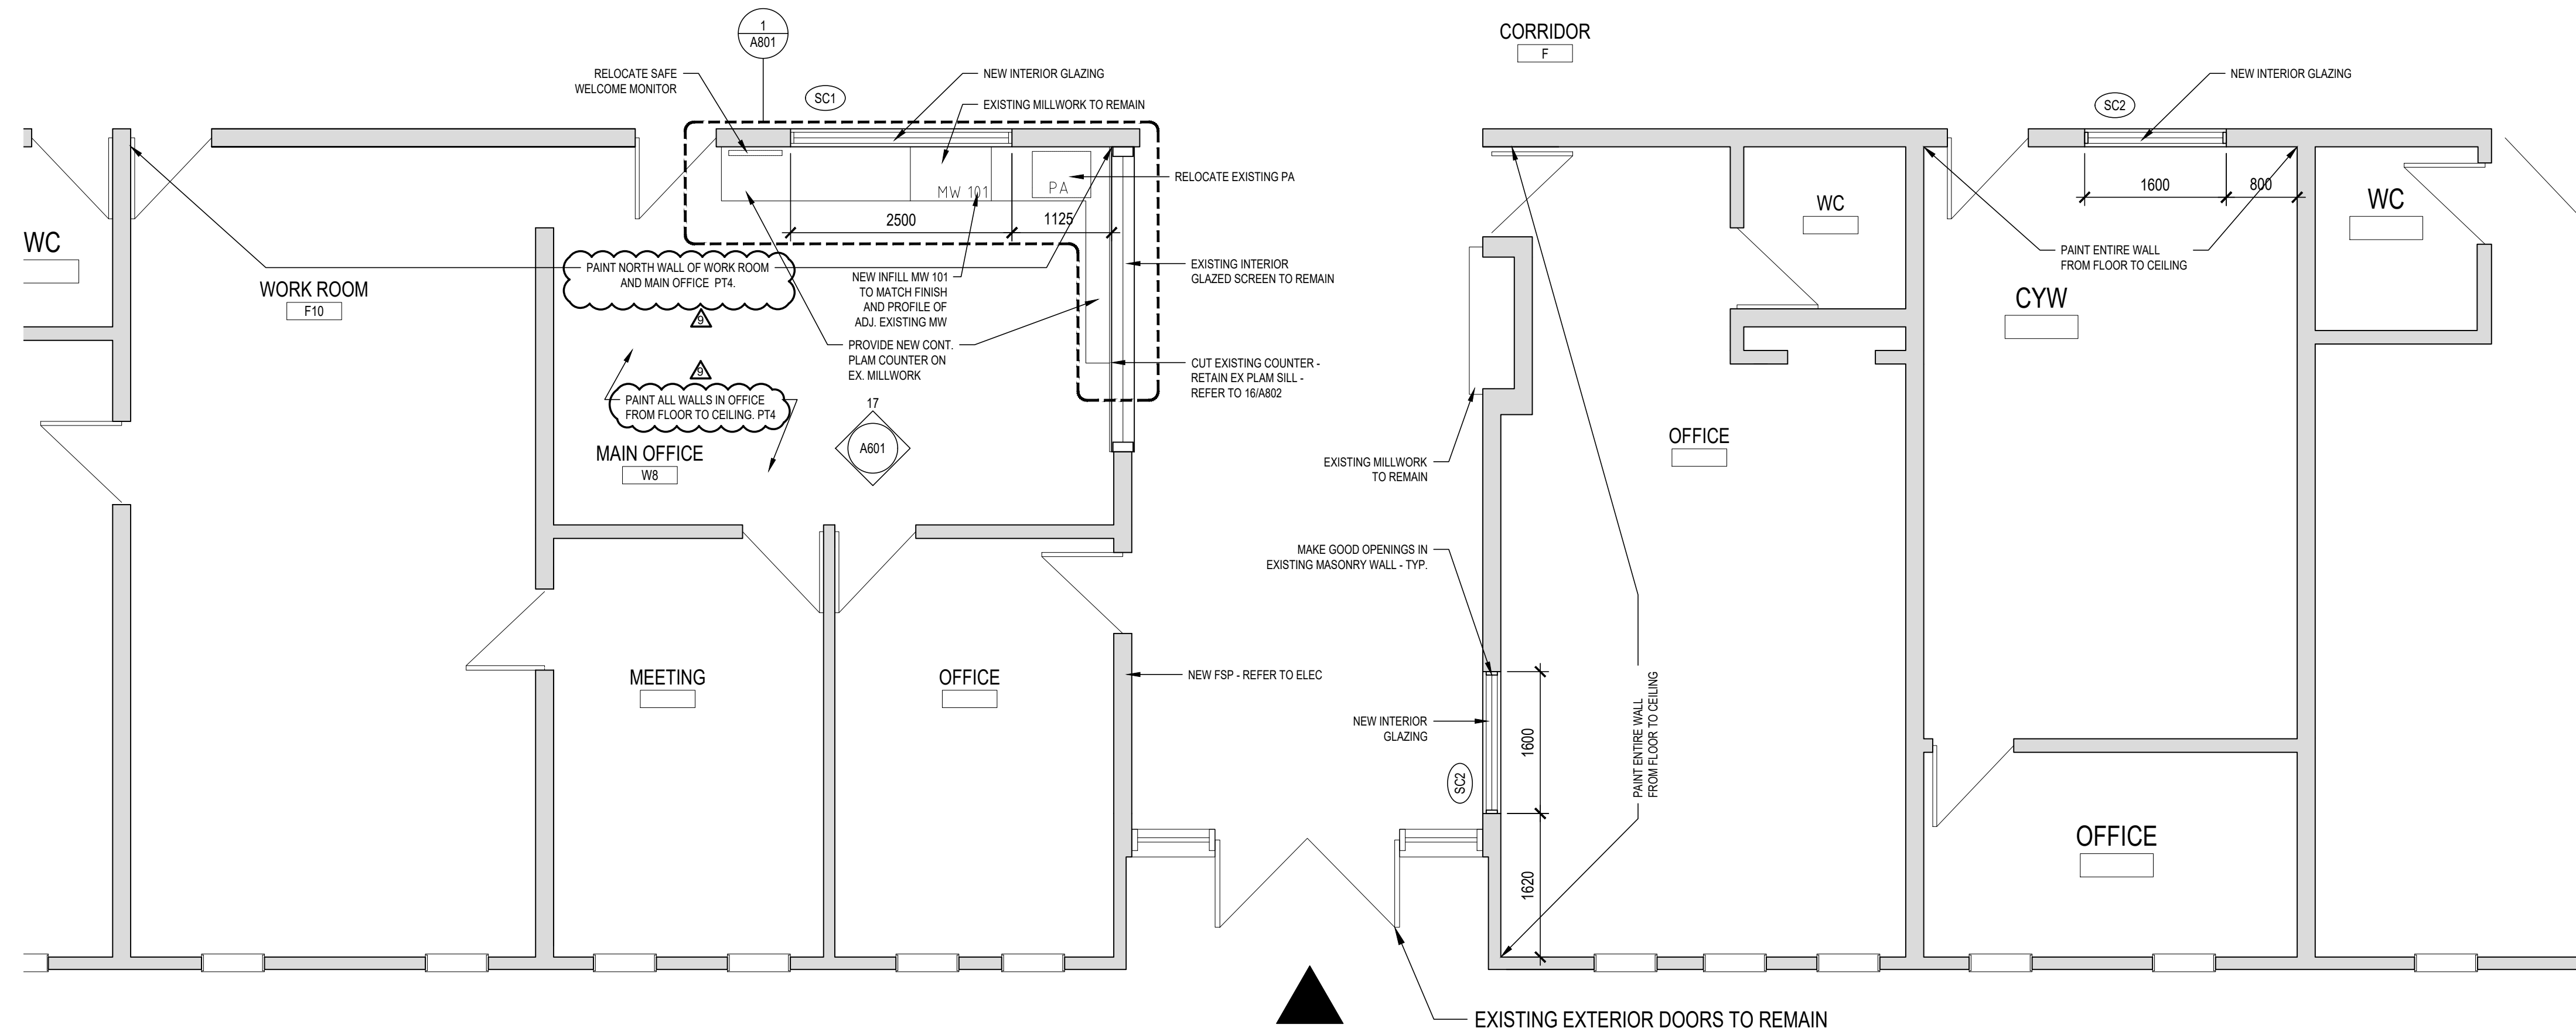 1
A801
CORRIDOR
F
RELOCATE SAFE
WELCOME MONITOR
SC1
NEW INTERIOR GLAZING
EXISTING MILLWORK TO REMAIN
SC2
NEW INTERIOR GLAZING
RELOCATE EXISTING PA
MW 101
PA
2500
1125
1600
800
WC
WC
WC
PAINT NORTH WALL OF WORK ROOM
AND MAIN OFFICE PT4.
9
NEW INFILL MW 101
TO MATCH FINISH
AND PROFILE OF
ADJ. EXISTING MW
EXISTING INTERIOR
GLAZED SCREEN TO REMAIN
PAINT ENTIRE WALL
FROM FLOOR TO CEILING
WORK ROOM
F10
CYW
PROVIDE NEW CONT.
PLAM COUNTER ON
EX. MILLWORK
CUT EXISTING COUNTER -
RETAIN EX PLAM SILL -
REFER TO 16/A802
9
PAINT ALL WALLS IN OFFICE
FROM FLOOR TO CEILING. PT4
17
A601
MAIN OFFICE
W8
OFFICE
EXISTING MILLWORK
TO REMAIN
MAKE GOOD OPENINGS IN
EXISTING MASONRY WALL - TYP.
MEETING
OFFICE
NEW FSP - REFER TO ELEC
NEW INTERIOR
GLAZING
SC2
1600
1620
PAINT ENTIRE WALL
FROM FLOOR TO CEILING
OFFICE
EXISTING EXTERIOR DOORS TO REMAIN